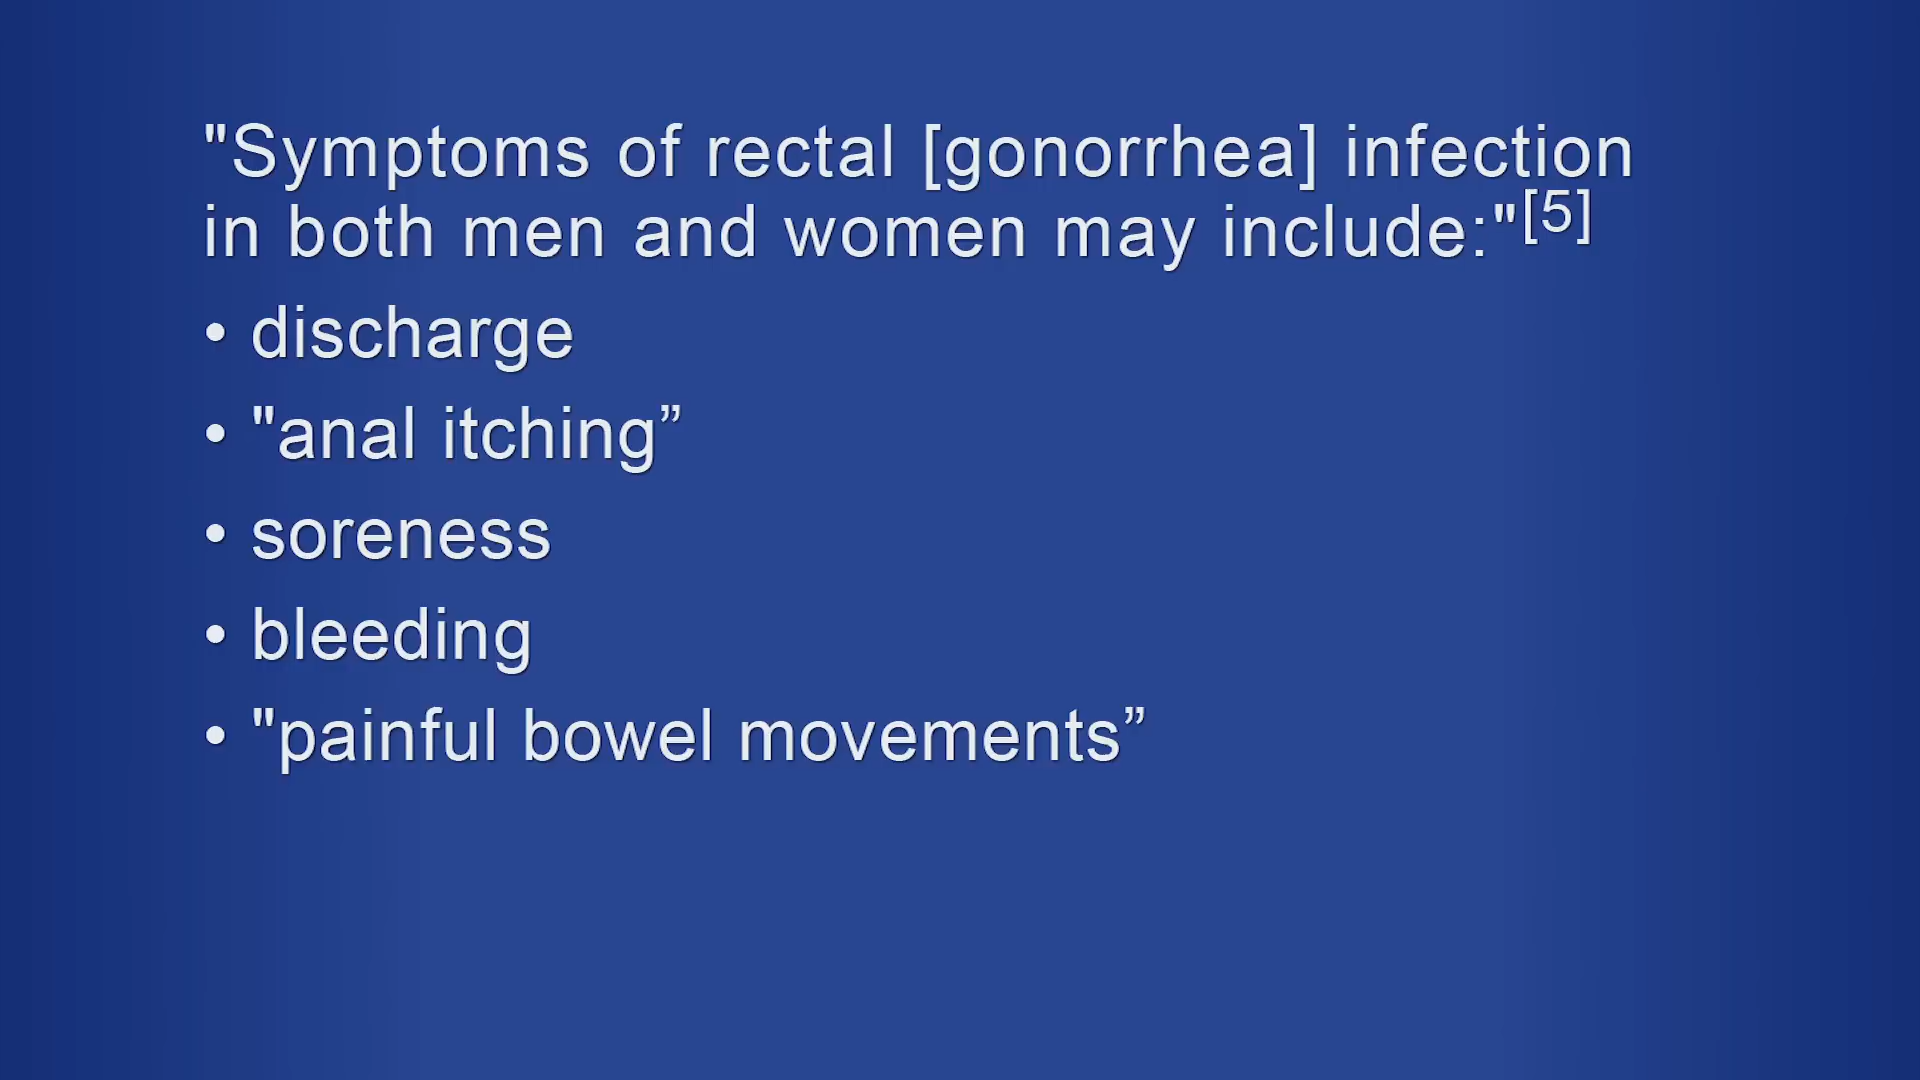 "Symptoms of rectal [gonorrhea] infection
in both men and women may include:"[5]
• discharge
• "anal itching”
• soreness
• bleeding
• "painful bowel movements”